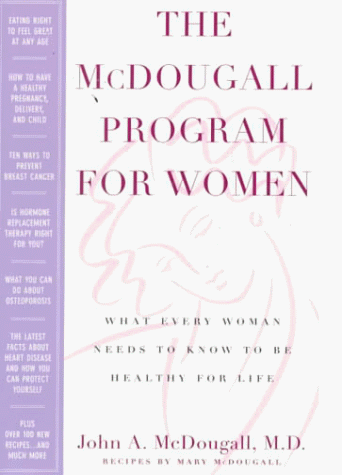 EATING RIGHT
TO FEEL GREAT
AT ANY AGE
HOW TO HAVE
A HEALTHY
PREGNANCY,
DELIVERY,
AND CHILD
TEN WAYS TO
PREVENT
BREAST CANCER
IS HORMONE
REPLACEMENT
THERAPY RIGHT
FOR YOU?
WHAT YOU CAN
DO ABOUT
OSTEOPOROSIS
THE LATEST
FACTS ABOUT
HEART DISEASE
AND HOW YOU
CAN PROTECT
YOURSELF
PLUS
OVER 100 NEW
RECIPES...AND
MUCH MORE
THE
McDOUGALL
PROGRAM
FOR WOMEN
WHAT EVERY WOMAN
NEEDS TO KNOW TO BE
HEALTHY FOR LIFE
John A. McDougall, M.D.
RECIPES BY MARY McDOUGALL